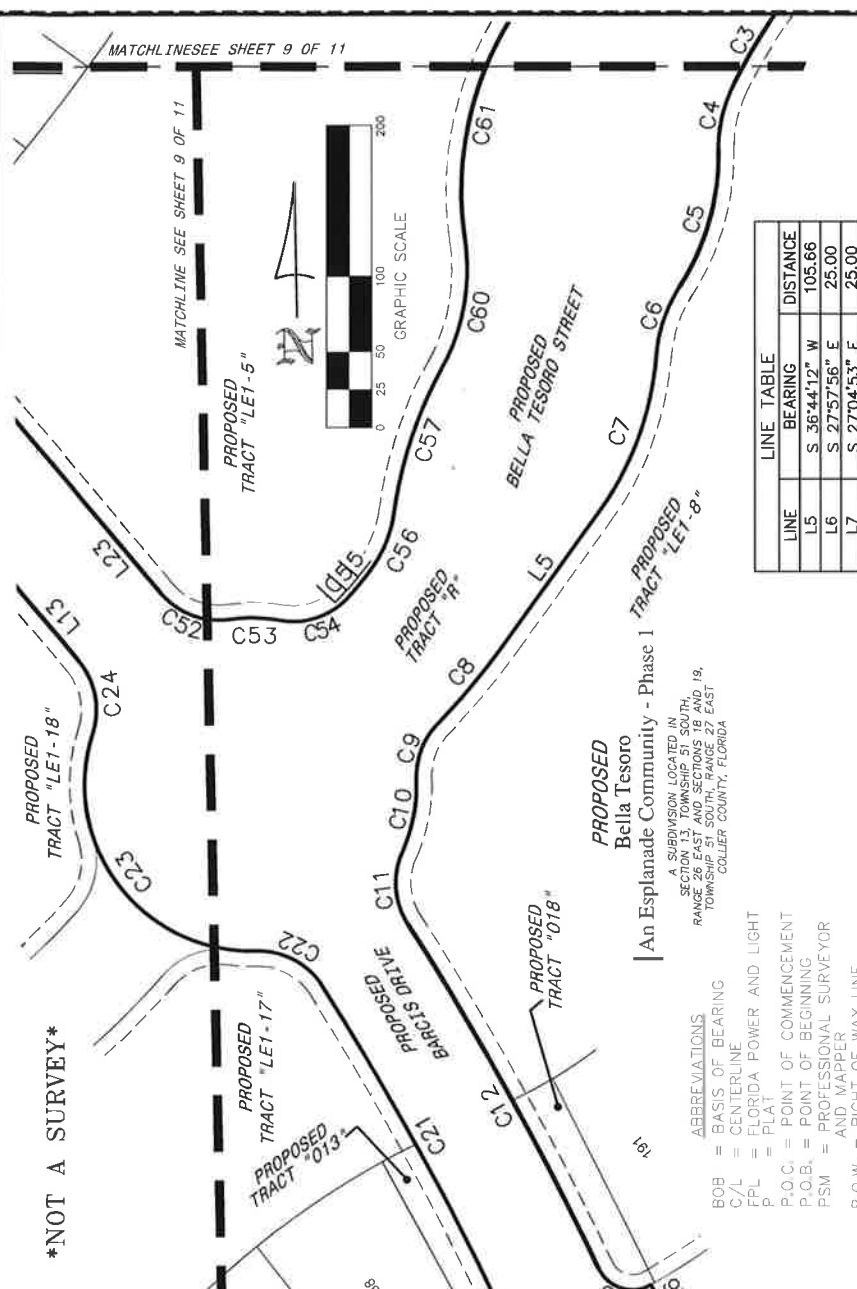 MATCHLINESEE SHEET 9 OF 11
MATCHLINE SEE SHEET 9 OF 11
C3
C4
C61
C5
C6
C60
C7
C57
C56
L5
C8
C9
C10
C11
C12
C54
C53
C52
L23
L13
C24
C23
C22
C21
200
100
50
25
0
GRAPHIC SCALE
N
PROPOSED
TRACT "LE1-5"
PROPOSED
BELLA TESORO STREET
PROPOSED
TRACT "R"
PROPOSED
TRACT "LE1-8"
PROPOSED
TRACT "LE1-18"
PROPOSED
TRACT "LE1-17"
PROPOSED
TRACT "013"
PROPOSED
BARCIS DRIVE
PROPOSED
TRACT "018"
191
LINE TABLE
LINE BEARING DISTANCE
L5 S 36°44'12" W 105.66
L6 S 27°57'56" E 25.00
L7 S 27°04'53" E 25.00
PROPOSED
Bella Tesoro
An Esplanade Community - Phase 1
A SUBDIVISION LOCATED IN
SECTION 13, TOWNSHIP 51 SOUTH,
RANGE 26 EAST AND SECTIONS 18 AND 19,
TOWNSHIP 51 SOUTH, RANGE 27 EAST
COLLIER COUNTY, FLORIDA
*NOT A SURVEY*
ABBREVIATIONS
BOB = BASIS OF BEARING
C/L = CENTERLINE
FPL = FLORIDA POWER AND LIGHT
P = PLAT
P.O.C. = POINT OF COMMENCEMENT
P.O.B. = POINT OF BEGINNING
PSM = PROFESSIONAL SURVEYOR
AND MAPPER
R.O.W. = RIGHT OF WAY LINE